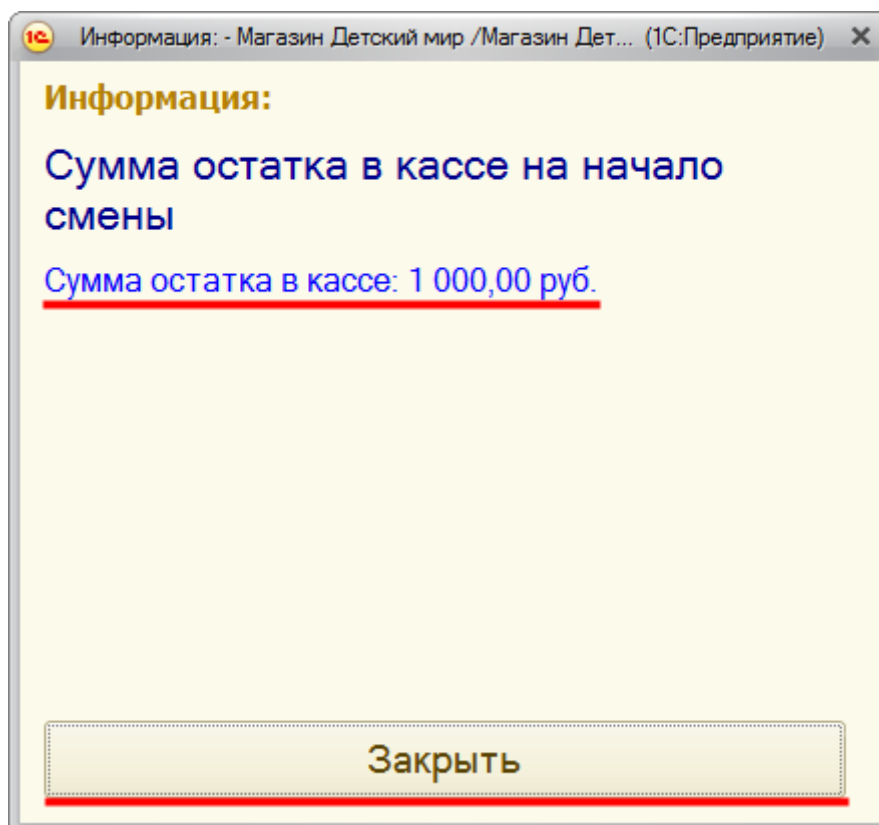 1С Информация: - Магазин Детский мир /Магазин Дет... (1С:Предприятие)
Информация:
Сумма остатка в кассе на начало
смены
Сумма остатка в кассе: 1 000,00 руб.
Закрыть